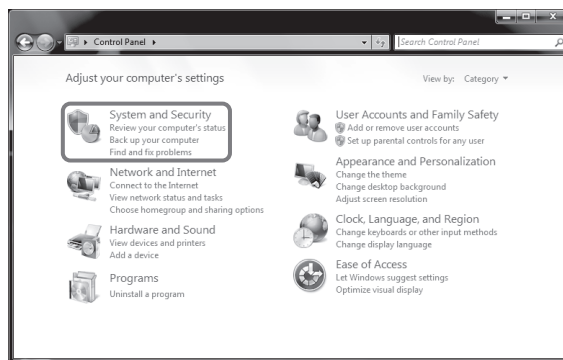 Control Panel
Search Control Panel
Adjust your computer's settings
View by: Category
System and Security
Review your computer's status
Back up your computer
Find and fix problems
Network and Internet
Connect to the Internet
View network status and tasks
Choose homegroup and sharing options
Hardware and Sound
View devices and printers
Add a device
Programs
Uninstall a program
User Accounts and Family Safety
Add or remove user accounts
Set up parental controls for any user
Appearance and Personalization
Change the theme
Change desktop background
Adjust screen resolution
Clock, Language, and Region
Change keyboards or other input methods
Change display language
Ease of Access
Let Windows suggest settings
Optimize visual display